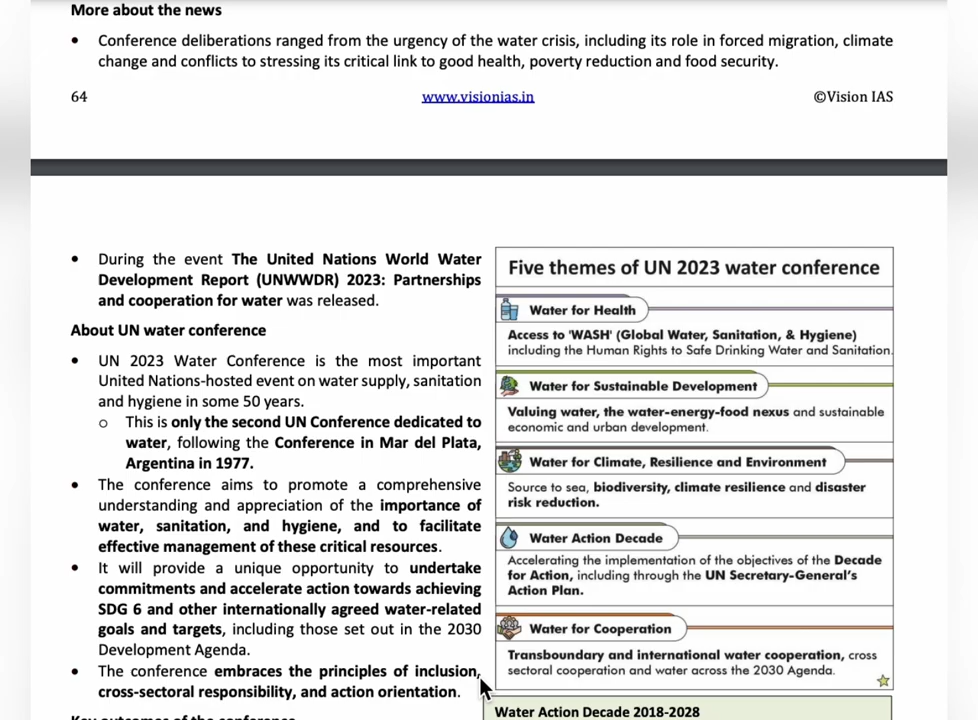 More about the news
• Conference deliberations ranged from the urgency of the water crisis, including its role in forced migration, climate
change and conflicts to stressing its critical link to good health, poverty reduction and food security.
64 www.visionias.in ©Vision IAS
• During the event The United Nations World Water
Development Report (UNWWDR) 2023: Partnerships
and cooperation for water was released.
About UN water conference
• UN 2023 Water Conference is the most important
United Nations-hosted event on water supply, sanitation
and hygiene in some 50 years.
o This is only the second UN Conference dedicated to
water, following the Conference in Mar del Plata,
Argentina in 1977.
• The conference aims to promote a comprehensive
understanding and appreciation of the importance of
water, sanitation, and hygiene, and to facilitate
effective management of these critical resources.
• It will provide a unique opportunity to undertake
commitments and accelerate action towards achieving
SDG 6 and other internationally agreed water-related
goals and targets, including those set out in the 2030
Development Agenda.
• The conference embraces the principles of inclusion,
cross-sectoral responsibility, and action orientation.
Key outcomes of the conference
Five themes of UN 2023 water conference
Water for Health
Access to 'WASH' (Global Water, Sanitation, & Hygiene)
including the Human Rights to Safe Drinking Water and Sanitation.
Water for Sustainable Development
Valuing water, the water-energy-food nexus and sustainable
economic and urban development.
Water for Climate, Resilience and Environment
Source to sea, biodiversity, climate resilience and disaster
risk reduction.
Water Action Decade
Accelerating the implementation of the objectives of the Decade
for Action, including through the UN Secretary-General's
Action Plan.
Water for Cooperation
Transboundary and international water cooperation, cross
sectoral cooperation and water across the 2030 Agenda.
Water Action Decade 2018-2028